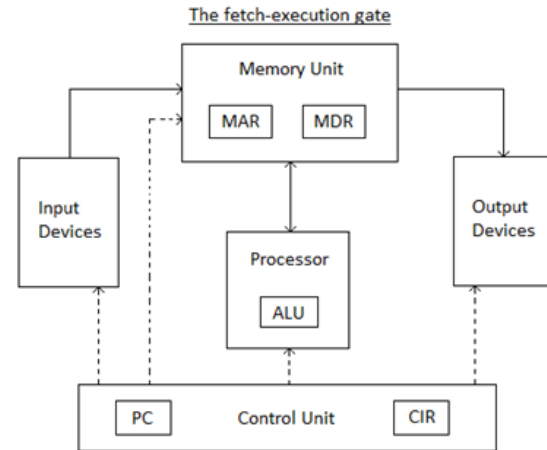 The fetch-execution gate
Memory Unit
MAR
MDR
Input
Devices
Output
Devices
Processor
ALU
PC
Control Unit
CIR